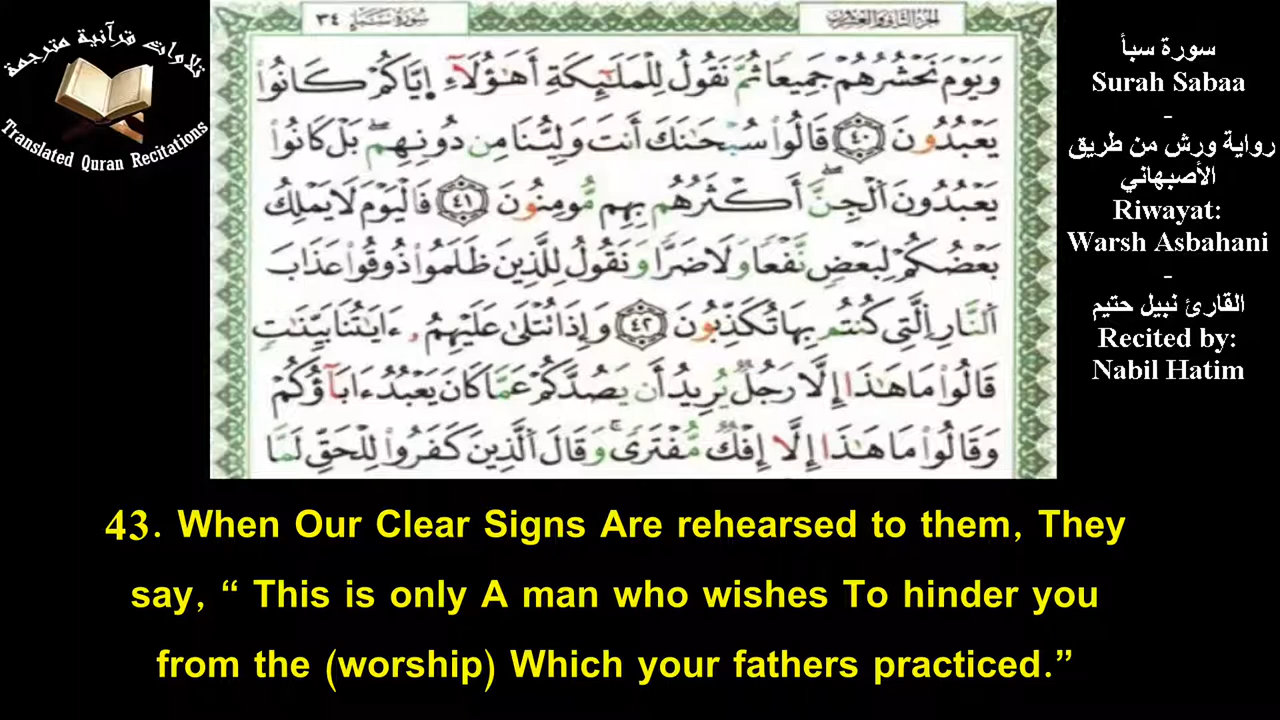 تلاوات قرآنية مترجمة
Translated Quran Recitations
الجزء الثاني والعشرون
سورة سبإ ٣٤
وَيَوْمَ نَحْشُرُهُمْ جَمِيعًا ثُمَّ نَقُولُ لِلْمَلَٰٓئِكَةِ أَهَٰؤُلَآءِ اِيَّاكُمْ كَانُوا۟
يَعْبُدُونَ ٤٠ قَالُوا۟ سُبْحَٰنَكَ أَنتَ وَلِيُّنَا مِن دُونِهِم بَلْ كَانُوا۟
يَعْبُدُونَ اَ۬لْجِنَّ أَكْثَرُهُم بِهِم مُّومِنُونَ ٤١ فَالْيَوْمَ لَا يَمْلِكُ
بَعْضُكُمْ لِبَعْضٍ نَّفْعًا وَلَا ضَرًّا وَنَقُولُ لِلَّذِينَ ظَلَمُوا۟ ذُوقُوا۟ عَذَابَ
اَ۬لنَّارِ اِ۬لَّتِي كُنتُم بِهَا تُكَذِّبُونَ ٤٢ وَإِذَا تُتْلَىٰ عَلَيْهِمُۥ ءَايَٰتُنَا بَيِّنَٰتٍ
قَالُوا۟ مَا هَٰذَا إِلَّا رَجُلٌ يُرِيدُ أَن يَصُدَّكُمْ عَمَّا كَانَ يَعْبُدُ ءَابَآؤُكُمْ
وَقَالُوا۟ مَا هَٰذَا إِلَّا إِفْكٌ مُّفْتَرًى وَقَالَ اَ۬لَّذِينَ كَفَرُوا۟ لِلْحَقِّ لَمَّا
سورة سبأ
Surah Sabaa
-
رواية ورش من طريق
الأصبهاني
Riwayat:
Warsh Asbahani
-
القارئ نبيل حتيم
Recited by:
Nabil Hatim
43. When Our Clear Signs Are rehearsed to them, They
say, “ This is only A man who wishes To hinder you
from the (worship) Which your fathers practiced.”